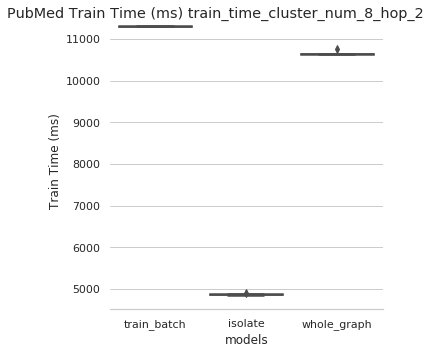 PubMed Train Time (ms) train_time_cluster_num_8_hop_2
11000
10000
9000
8000
7000
6000
5000
Train Time (ms)
train_batch isolate whole_graph
models